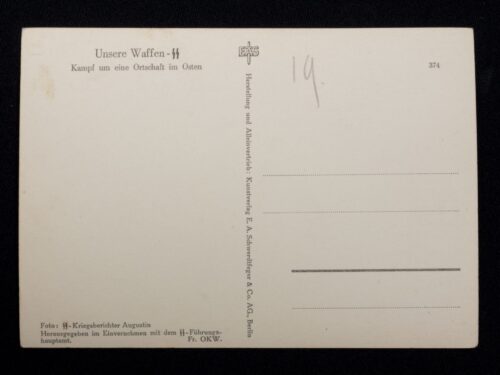 Unsere Waffen-SS
Kampf um eine Ortschaft im Osten
Foto: SS-Kriegsberichter Augustin
Herausgegeben im Einvernehmen mit dem SS-Führungs-
hauptamt. Fr. OKW.
EAS
Herstellung und Alleinvertrieb: Kunstverlag E. A. Schwerdtfeger & Co. AG., Berlin
19.
374